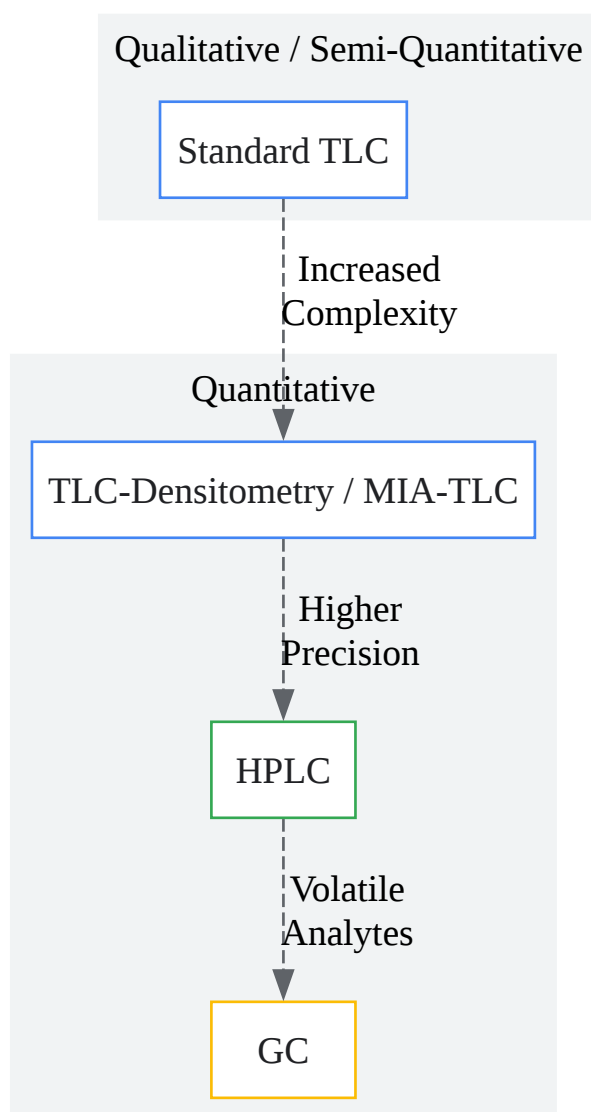 Qualitative / Semi-Quantitative
Standard TLC
Increased
Complexity
Quantitative
TLC-Densitometry / MIA-TLC
Higher
Precision
HPLC
Volatile
Analytes
GC